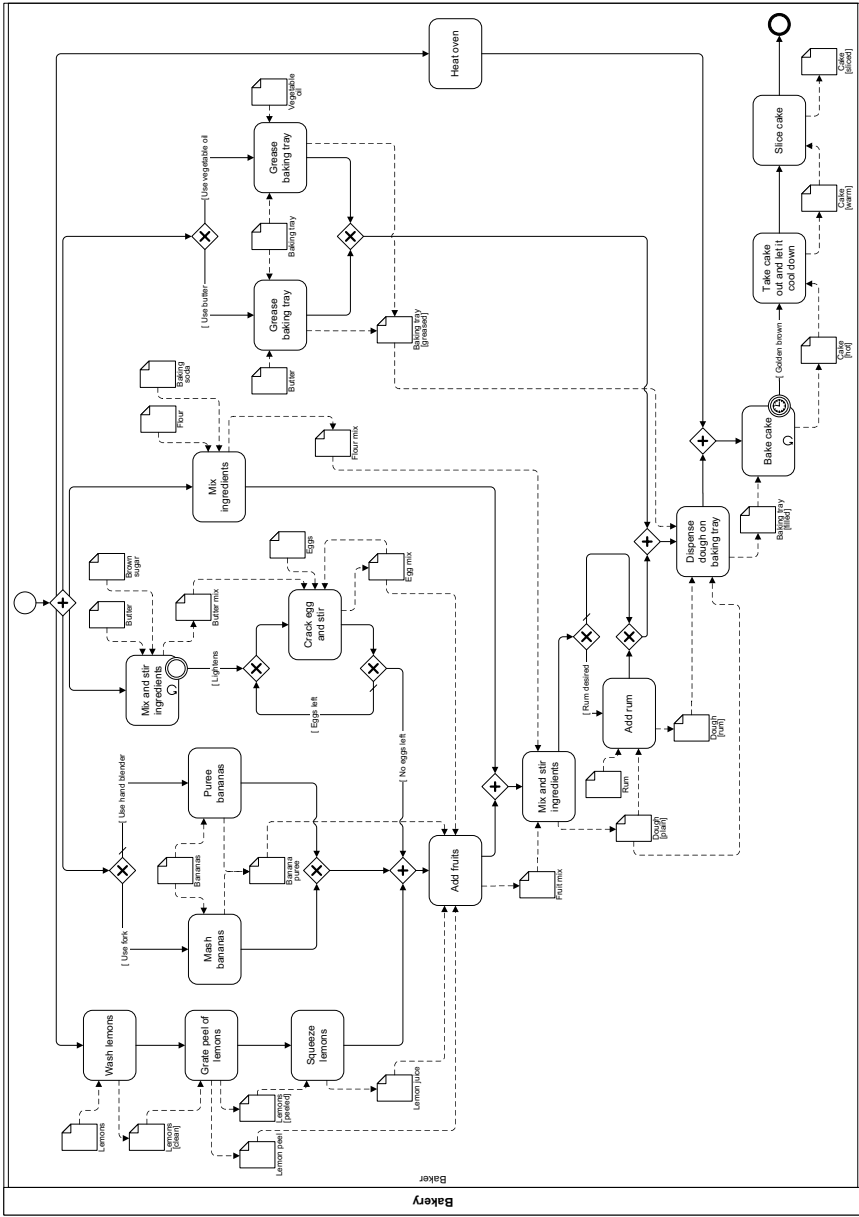 Bakery
Baker
Wash lemons
Lemons
Lemons
[clean]
Grate peel of
lemons
Lemons
[peeled]
Lemon peel
Squeeze
lemons
Lemon juice
[ Use fork
[ Use hand blender
Mash
bananas
Bananas
Puree
bananas
Banana
puree
Add fruits
Fruit mix
Mix and stir
ingredients
Butter
Brown
sugar
Butter mix
[ Lightens
Crack egg
and stir
Eggs
Egg mix
[ Eggs left
[ No eggs left
Mix
ingredients
Flour
Baking
soda
Flour mix
Mix and stir
ingredients
Dough
[plain]
[ Rum desired
Rum
Add rum
Dough
[rum]
[ Use butter
[Use vegetable oil
Grease
baking tray
Butter
Baking tray
Grease
baking tray
Vegetable
oil
Baking tray
[greased]
Heat oven
Dispense
dough on
baking tray
Baking tray
[filled]
Bake cake
[ Golden brown
Cake
[hot]
Take cake
out and let it
cool down
Cake
[warm]
Slice cake
Cake
[sliced]